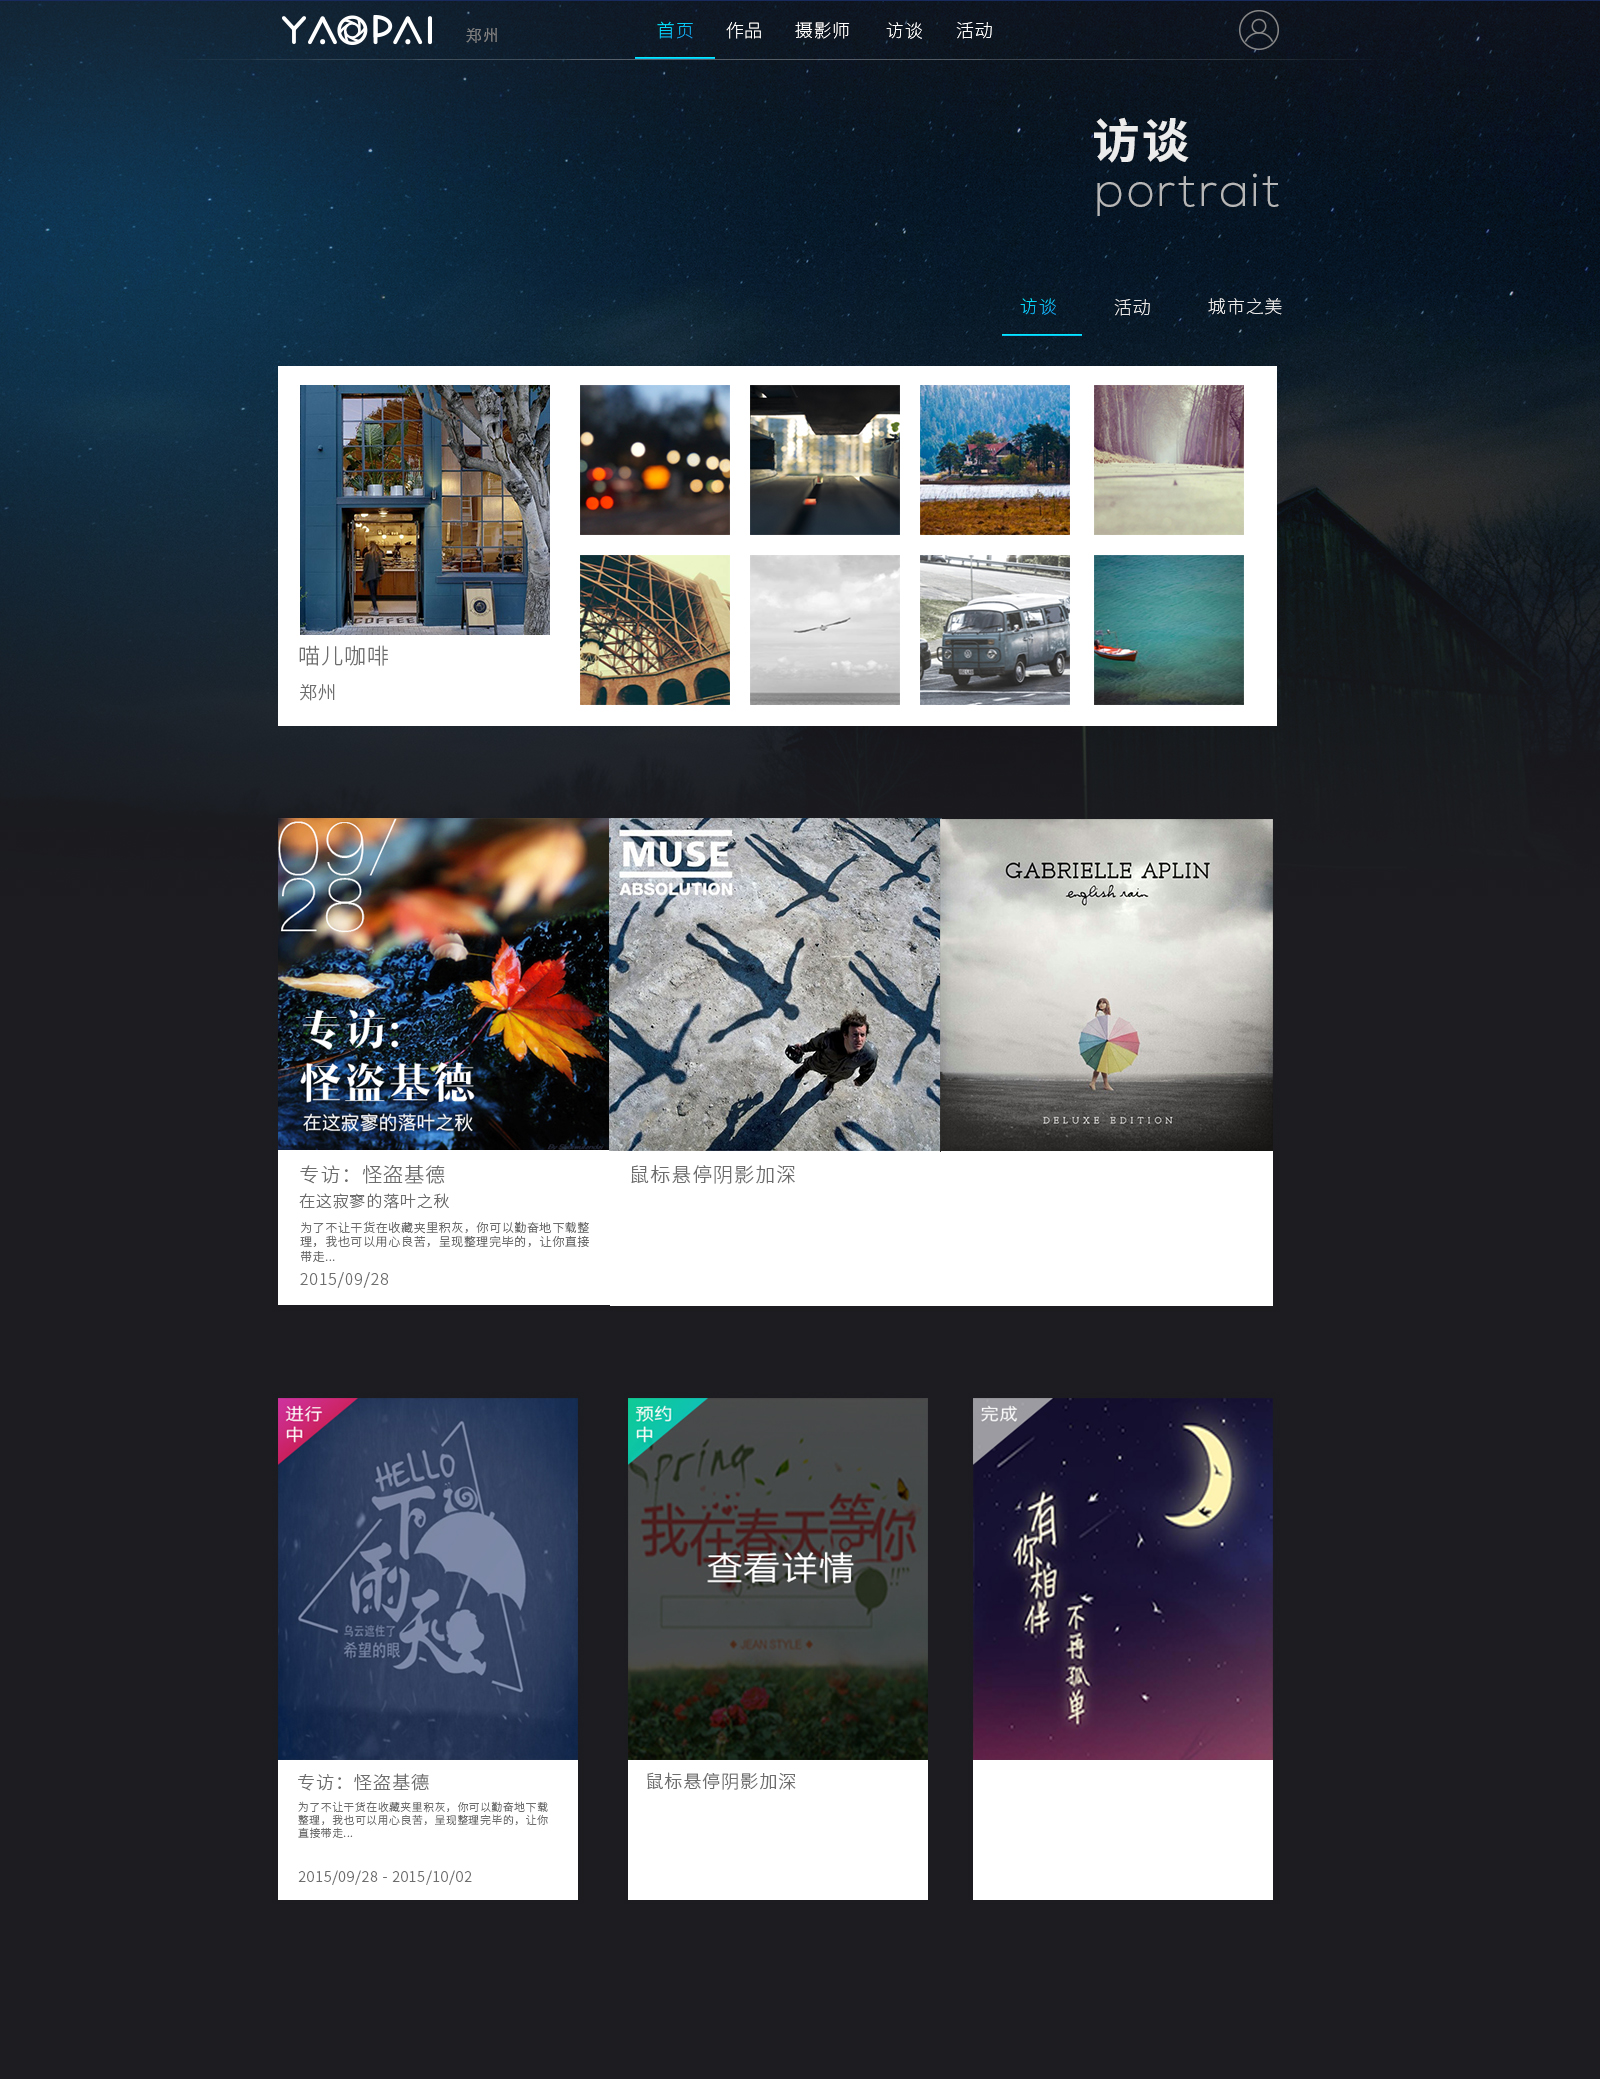 YAOPAI 郑州 首页 作品 摄影师 访谈 活动
访谈
portrait
访谈 活动 城市之美
COFFEE
喵儿咖啡
郑州
09/
28
专访:
怪盗基德
在这寂寥的落叶之秋
MUSE
ABSOLUTION
GABRIELLE APLIN
english rain
DELUXE EDITION
专访：怪盗基德
在这寂寥的落叶之秋
为了不让干货在收藏夹里积灰，你可以勤奋地下载整
理，我也可以用心良苦，呈现整理完毕的，让你直接
带走...
2015/09/28
鼠标悬停阴影加深
进行
中
HELLO
下
雨
天
乌云遮住了
希望的眼
专访：怪盗基德
为了不让干货在收藏夹里积灰，你可以勤奋地下载
整理，我也可以用心良苦，呈现整理完毕的，让你
直接带走...
2015/09/28 - 2015/10/02
预约
中
Spring
我在春天等你
!!
查看详情
JEAN STYLE
鼠标悬停阴影加深
完成
有你相伴
不再孤单